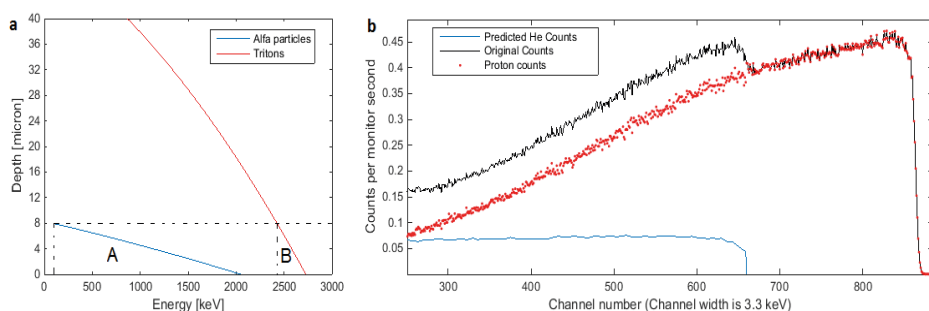 a
Alfa particles
Tritons
A
B
40
36
32
28
24
20
16
12
8
4
0
Depth [micron]
0 500 1000 1500 2000 2500 3000
Energy [keV]
b
Predicted He Counts
Original Counts
Proton counts
0.45
0.4
0.35
0.3
0.25
0.2
0.15
0.1
0.05
Counts per monitor second
300 400 500 600 700 800
Channel number (Channel width is 3.3 keV)